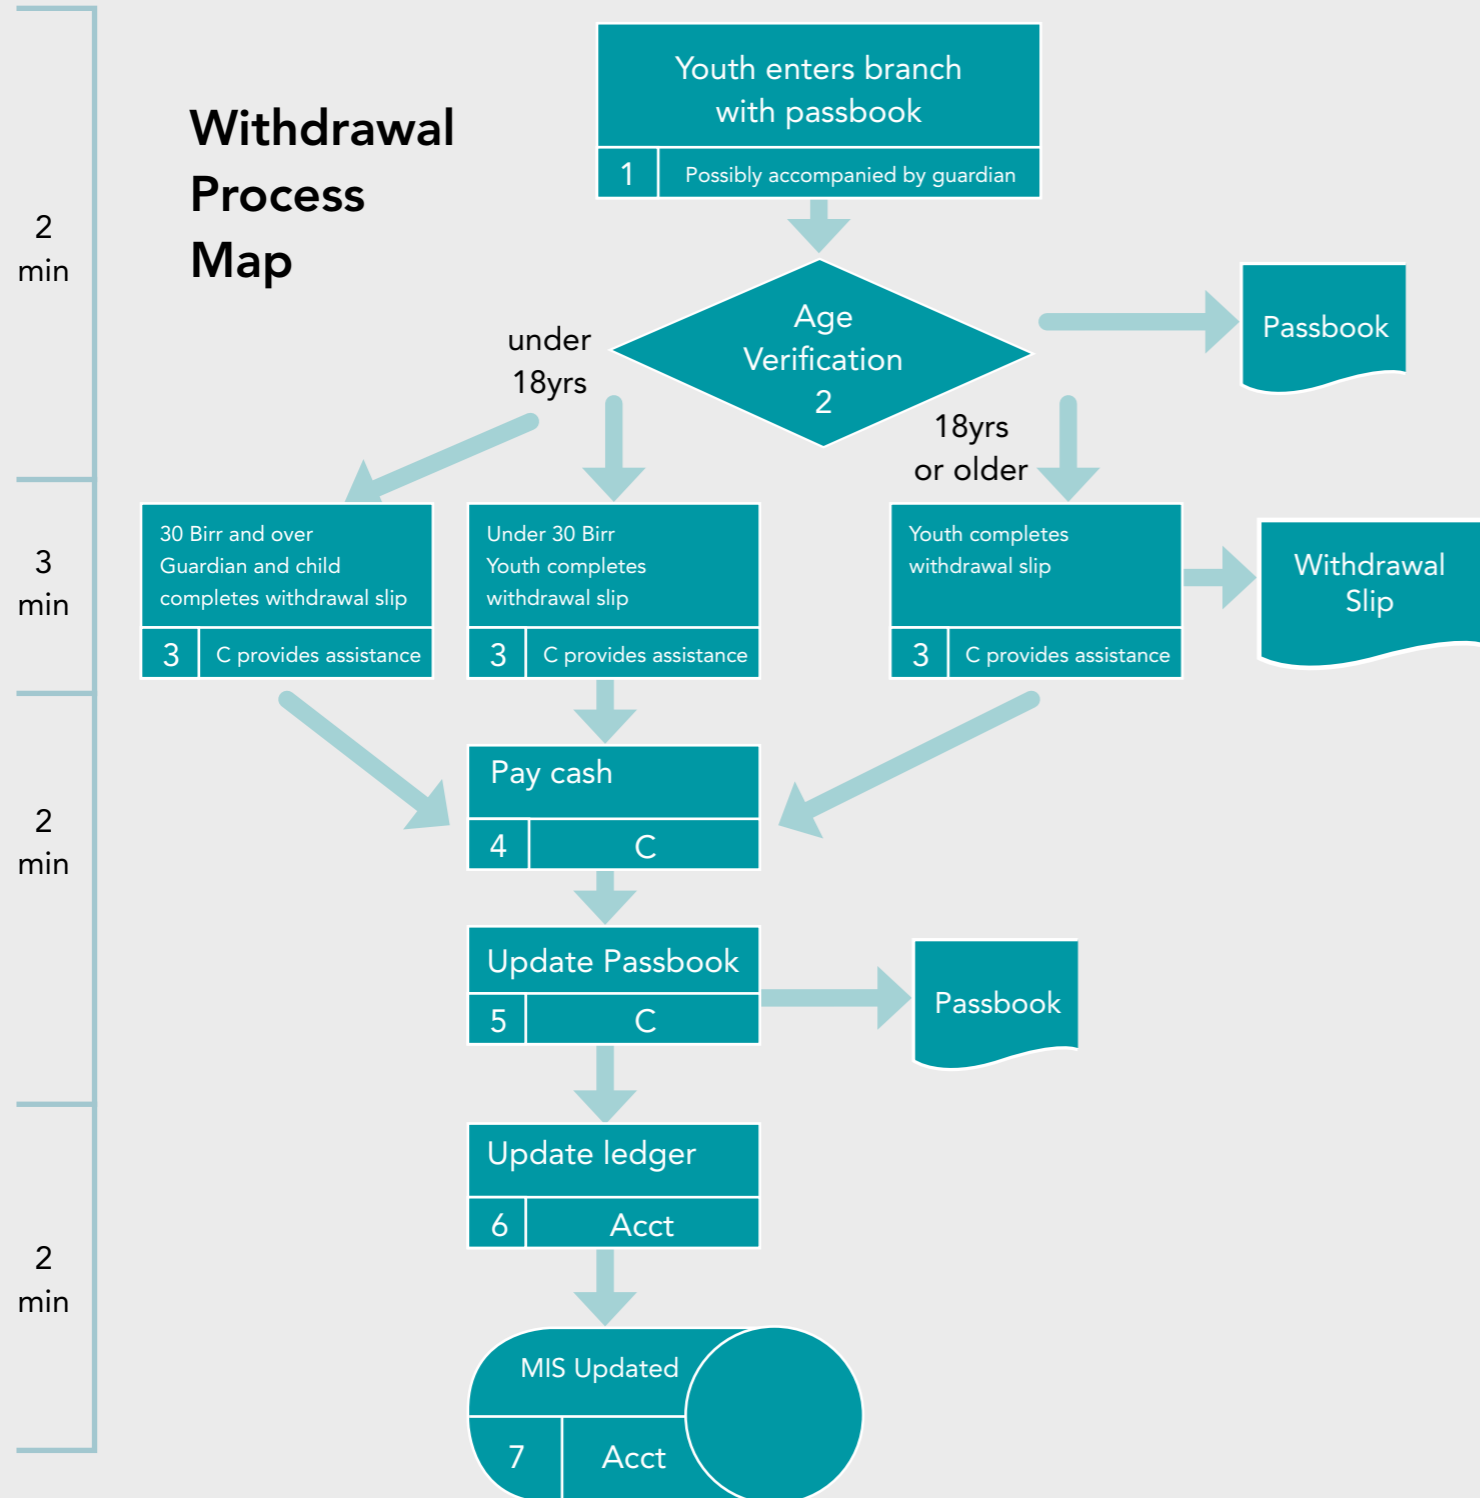 Withdrawal
Process
Map
2
min
Youth enters branch
with passbook
1
Possibly accompanied by guardian
Age
Verification
2
Passbook
under
18yrs
18yrs
or older
3
min
30 Birr and over
Guardian and child
completes withdrawal slip
3
C provides assistance
Under 30 Birr
Youth completes
withdrawal slip
3
C provides assistance
Youth completes
withdrawal slip
3
C provides assistance
Withdrawal
Slip
2
min
Pay cash
4
C
Update Passbook
5
C
Passbook
2
min
Update ledger
6
Acct
MIS Updated
7
Acct